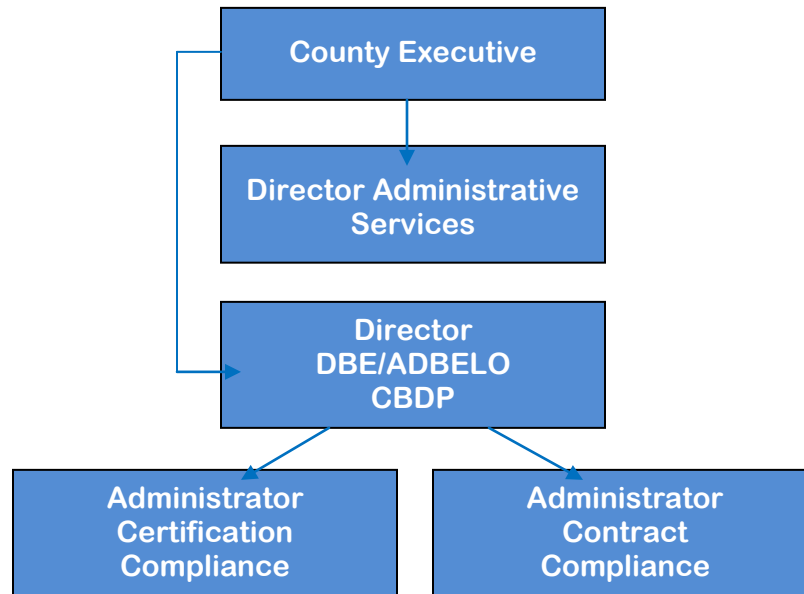 County Executive
Director Administrative
Services
Director
DBE/ADBELO
CBDP
Administrator
Certification
Compliance
Administrator
Contract
Compliance